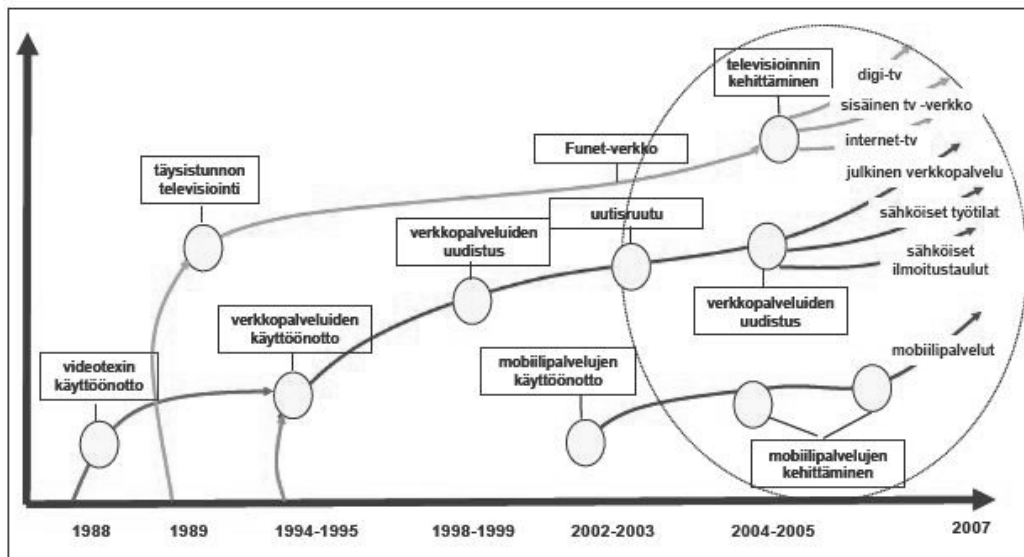 televisioinnin
kehittäminen
digi-tv
sisäinen tv -verkko
internet-tv
Funet-verkko
täysistunnon
televisiointi
julkinen verkkopalvelu
uutisruutu
sähköiset työtilat
verkkopalveluiden
uudistus
sähköiset
ilmoitustaulut
verkkopalveluiden
uudistus
verkkopalveluiden
käyttöönotto
mobiilipalvelut
videotexin
käyttöönotto
mobiilipalvelujen
käyttöönotto
mobiilipalvelujen
kehittäminen
1988
1989
1994-1995
1998-1999
2002-2003
2004-2005
2007